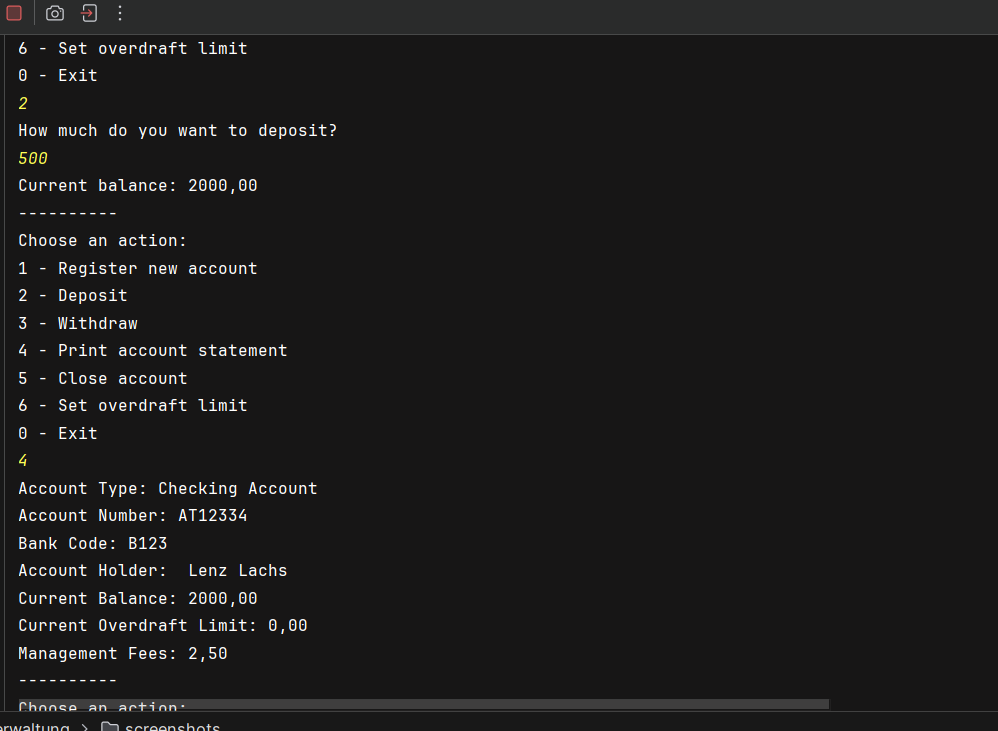 6 - Set overdraft limit
0 - Exit
2
How much do you want to deposit?
500
Current balance: 2000,00
----------
Choose an action:
1 - Register new account
2 - Deposit
3 - Withdraw
4 - Print account statement
5 - Close account
6 - Set overdraft limit
0 - Exit
4
Account Type: Checking Account
Account Number: AT12334
Bank Code: B123
Account Holder:  Lenz Lachs
Current Balance: 2000,00
Current Overdraft Limit: 0,00
Management Fees: 2,50
----------
Choose an action:
erwaltung > screenshots